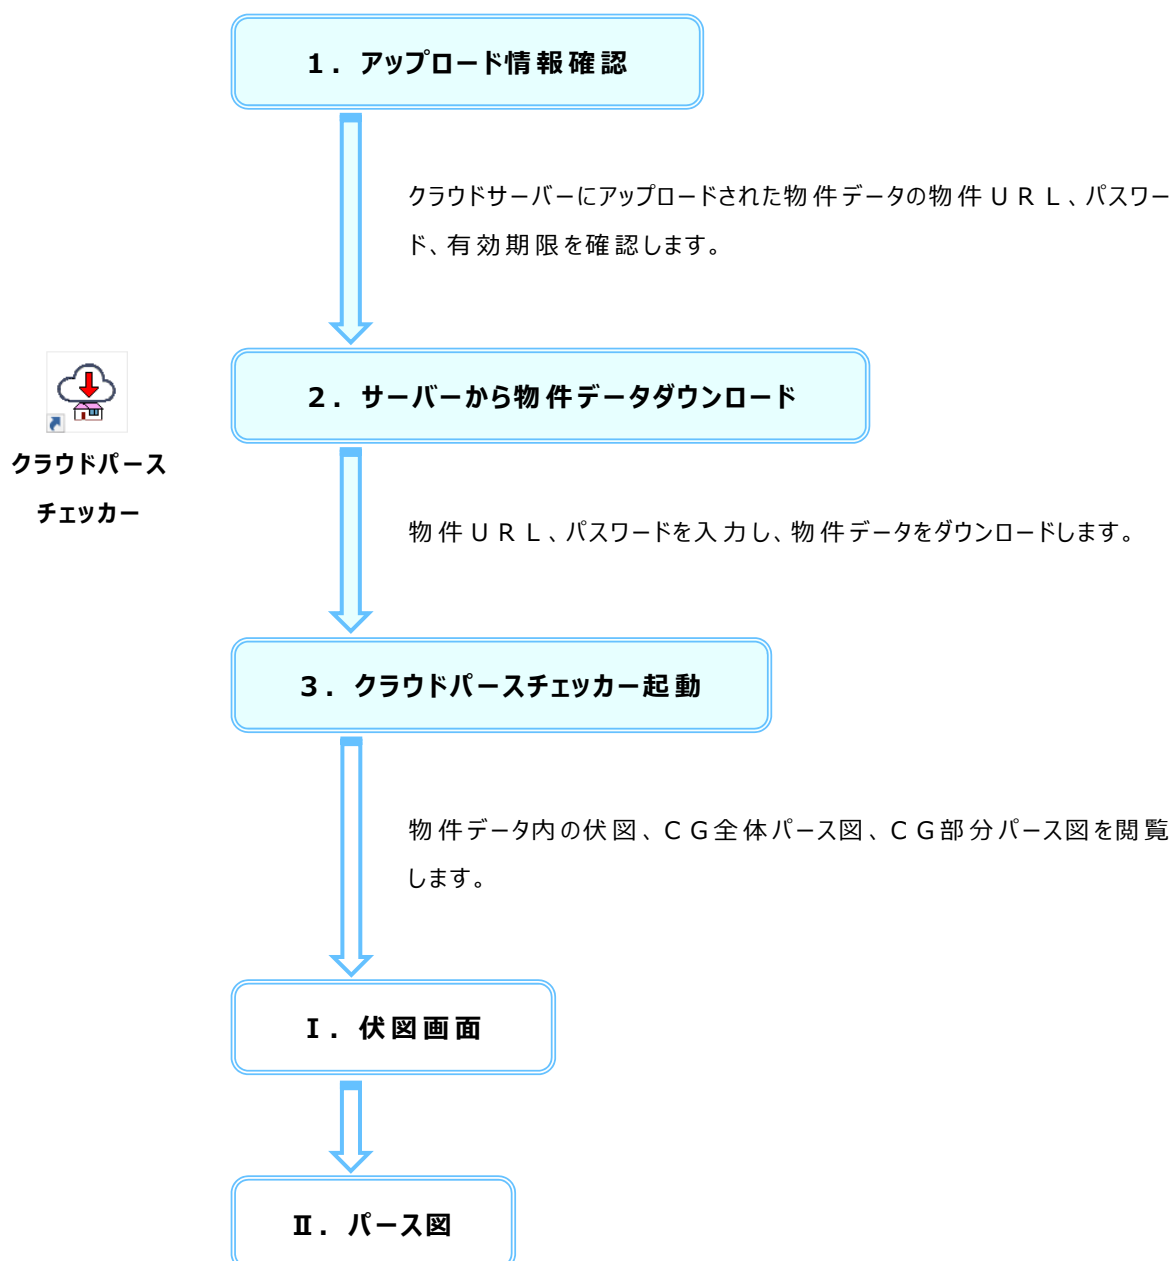 １．アップロード情報確認
クラウドサーバーにアップロードされた物件データの物件ＵＲＬ、パスワー
ド、有効期限を確認します。
２．サーバーから物件データダウンロード
クラウドパース
チェッカー
物件ＵＲＬ、パスワードを入力し、物件データをダウンロードします。
３．クラウドパースチェッカー起動
物件データ内の伏図、ＣＧ全体パース図、ＣＧ部分パース図を閲覧
します。
Ⅰ．伏図画面
Ⅱ．パース図